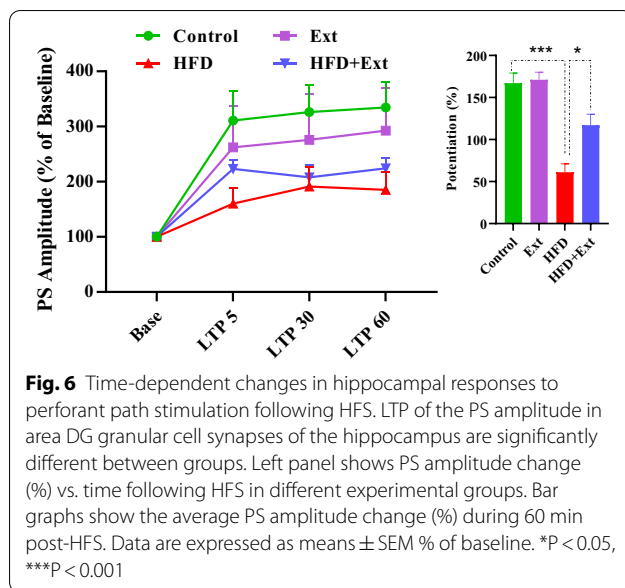 Control Ext
HFD HFD+Ext
PS Amplitude (% of Baseline)
400
300
200
100
0
Base LTP 5 LTP 30 LTP 60
*** *
Potentiation (%)
200
150
100
50
0
Control Ext HFD HFD+Ext
Fig. 6 Time-dependent changes in hippocampal responses to
perforant path stimulation following HFS. LTP of the PS amplitude in
area DG granular cell synapses of the hippocampus are significantly
different between groups. Left panel shows PS amplitude change
(%) vs. time following HFS in different experimental groups. Bar
graphs show the average PS amplitude change (%) during 60 min
post-HFS. Data are expressed as means ± SEM % of baseline. *P < 0.05,
***P < 0.001